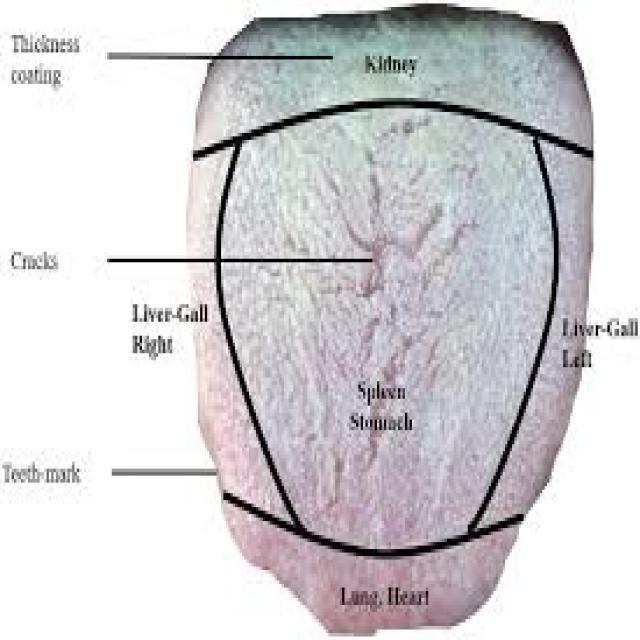 Thickness
coating
Kidney
Cracks
Liver-Gall
Right
Liver-Gall
Left
Spleen
Stomach
Teeth-mark
Lung, Heart